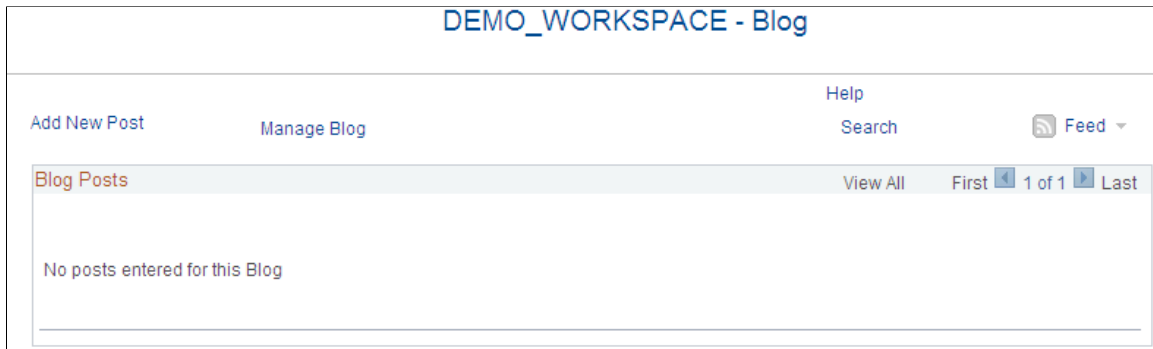 DEMO_WORKSPACE - Blog
Help
Add New Post Manage Blog Search Feed
Blog Posts View All First 1 of 1 Last
No posts entered for this Blog